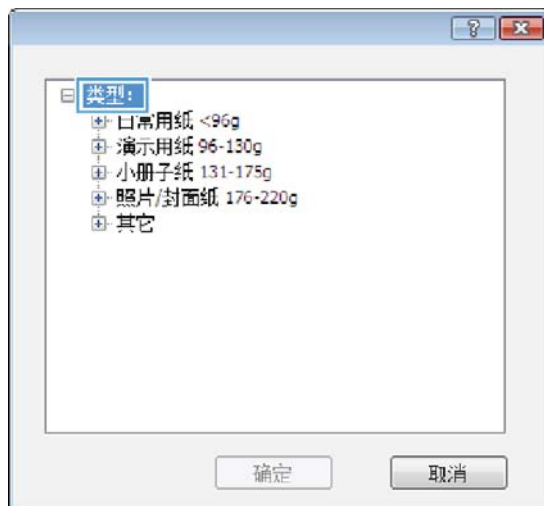 类型:
日常用纸 <96g
演示用纸 96-130g
小册子纸 131-175g
照片/封面纸 176-220g
其它
确定
取消